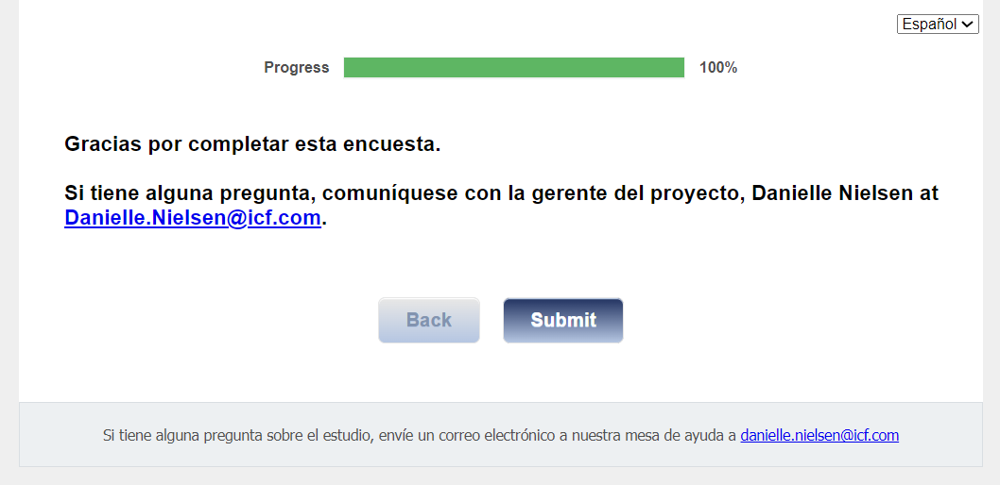 Español
Progress 100%
Gracias por completar esta encuesta.
Si tiene alguna pregunta, comuníquese con la gerente del proyecto, Danielle Nielsen at
Danielle.Nielsen@icf.com.
Back Submit
Si tiene alguna pregunta sobre el estudio, envíe un correo electrónico a nuestra mesa de ayuda a danielle.nielsen@icf.com